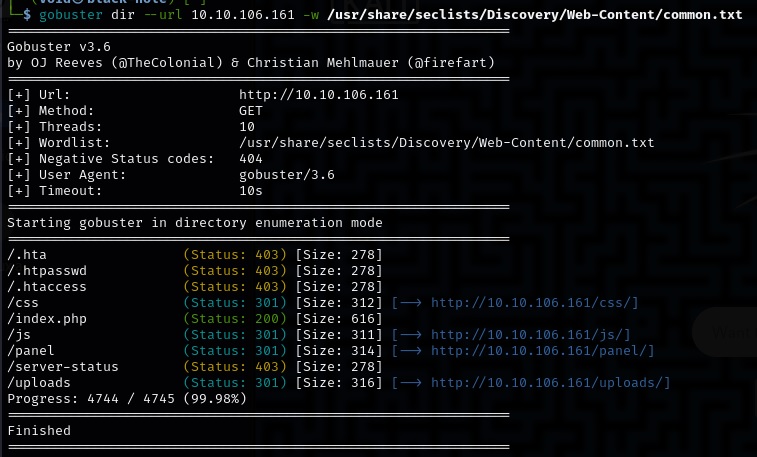 $ gobuster dir --url 10.10.106.161 -w /usr/share/seclists/Discovery/Web-Content/common.txt
===============================================================
Gobuster v3.6
by OJ Reeves (@TheColonial) & Christian Mehlmauer (@firefart)
===============================================================
[+] Url:                     http://10.10.106.161
[+] Method:                  GET
[+] Threads:                 10
[+] Wordlist:                /usr/share/seclists/Discovery/Web-Content/common.txt
[+] Negative Status codes:   404
[+] User Agent:              gobuster/3.6
[+] Timeout:                 10s
===============================================================
Starting gobuster in directory enumeration mode
===============================================================
/.hta                 (Status: 403) [Size: 278]
/.htpasswd            (Status: 403) [Size: 278]
/.htaccess            (Status: 403) [Size: 278]
/css                  (Status: 301) [Size: 312] [--> http://10.10.106.161/css/]
/index.php            (Status: 200) [Size: 616]
/js                   (Status: 301) [Size: 311] [--> http://10.10.106.161/js/]
/panel                (Status: 301) [Size: 314] [--> http://10.10.106.161/panel/]
/server-status        (Status: 403) [Size: 278]
/uploads              (Status: 301) [Size: 316] [--> http://10.10.106.161/uploads/]
Progress: 4744 / 4745 (99.98%)
===============================================================
Finished
===============================================================